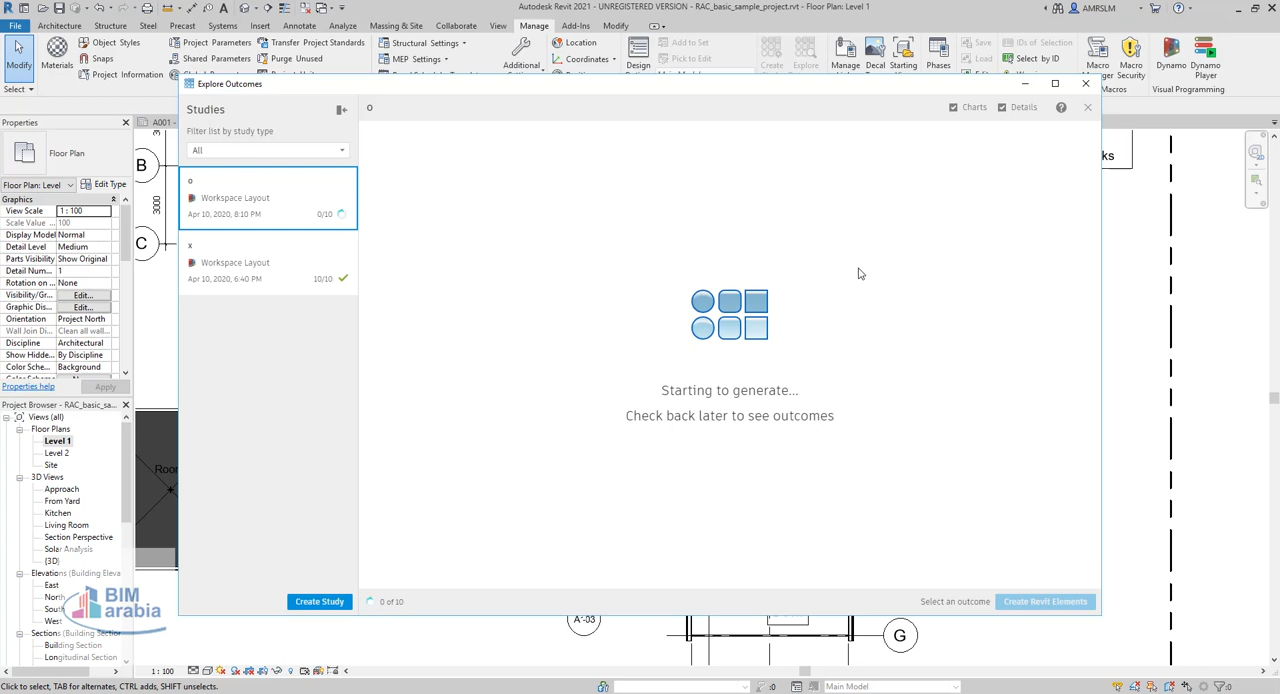 Autodesk Revit 2021 - UNREGISTERED VERSION - RAC_basic_sample_project.rvt - Floor Plan: Level 1
AMRSLM
File Architecture Structure Steel Precast Systems Insert Annotate Analyze Massing & Site Collaborate View Manage Add-Ins Modify
Modify
Select
Materials
Object Styles
Snaps
Project Information
Project Parameters
Shared Parameters
Transfer Project Standards
Purge Unused
Structural Settings
MEP Settings
Additional
Location
Coordinates
Design
Add to Set
Pick to Edit
Main Model
Create
Explore
Manage
Decal
Starting
Phases
Save
Load
IDs of Selection
Select by ID
Macro Manager
Macro Security
Macros
Dynamo
Dynamo Player
Visual Programming
Properties
Floor Plan
Floor Plan: Level
Edit Type
Graphics
View Scale 1 : 100
Scale Value ... 100
Display Model Normal
Detail Level Medium
Parts Visibility Show Original
Detail Num... 1
Rotation on ... None
Visibility/Gr... Edit...
Graphic Dis... Edit...
Orientation Project North
Wall Join Di... Clean all wall...
Discipline Architectural
Show Hidde... By Discipline
Color Sche... Background
Properties help
Apply
Project Browser - RAC_basic_sa...
Views (all)
Floor Plans
Level 1
Level 2
Site
3D Views
Approach
From Yard
Kitchen
Living Room
Section Perspective
Solar Analysis
{3D}
Elevations (Building Eleva
East
North
South
West
Sections (Building Section
Building Section
Longitudinal Section
BIM
arabia
A001 -
B
3000
C
Roor
ks
G
Explore Outcomes
Studies
Filter list by study type
All
o
Workspace Layout
Apr 10, 2020, 8:10 PM 0/10
x
Workspace Layout
Apr 10, 2020, 6:40 PM 10/10
Create Study
o
Charts
Details
Starting to generate...
Check back later to see outcomes
0 of 10
Select an outcome
Create Revit Elements
1 : 100
Click to select, TAB for alternates, CTRL adds, SHIFT unselects.
:0
Main Model
:0